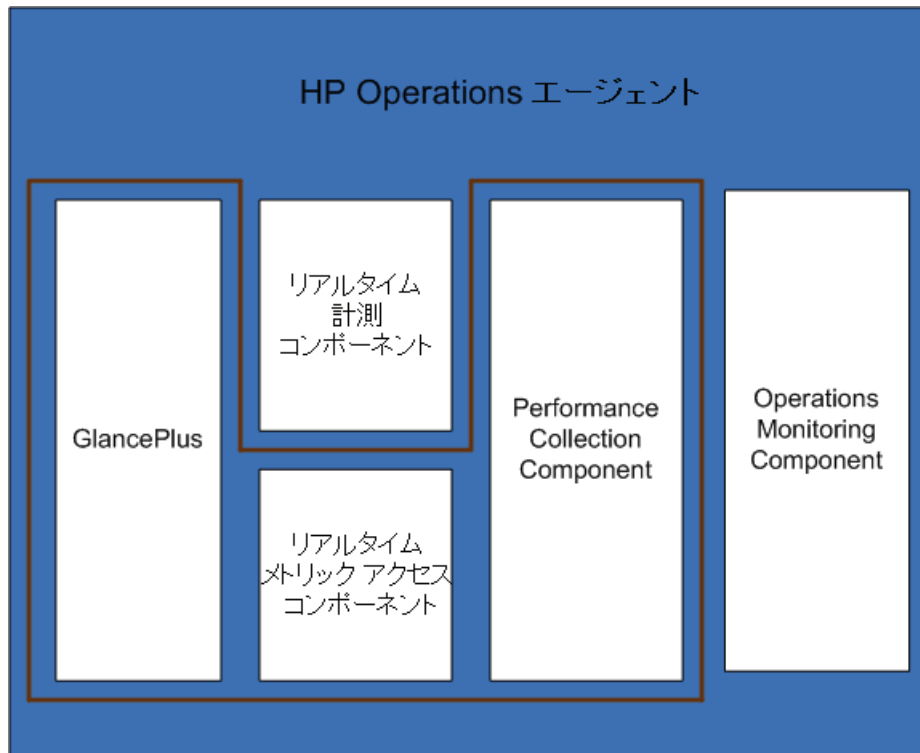 HP Operations エージェント
GlancePlus
リアルタイム
計測
コンポーネント
リアルタイム
メトリック アクセス
コンポーネント
Performance
Collection
Component
Operations
Monitoring
Component